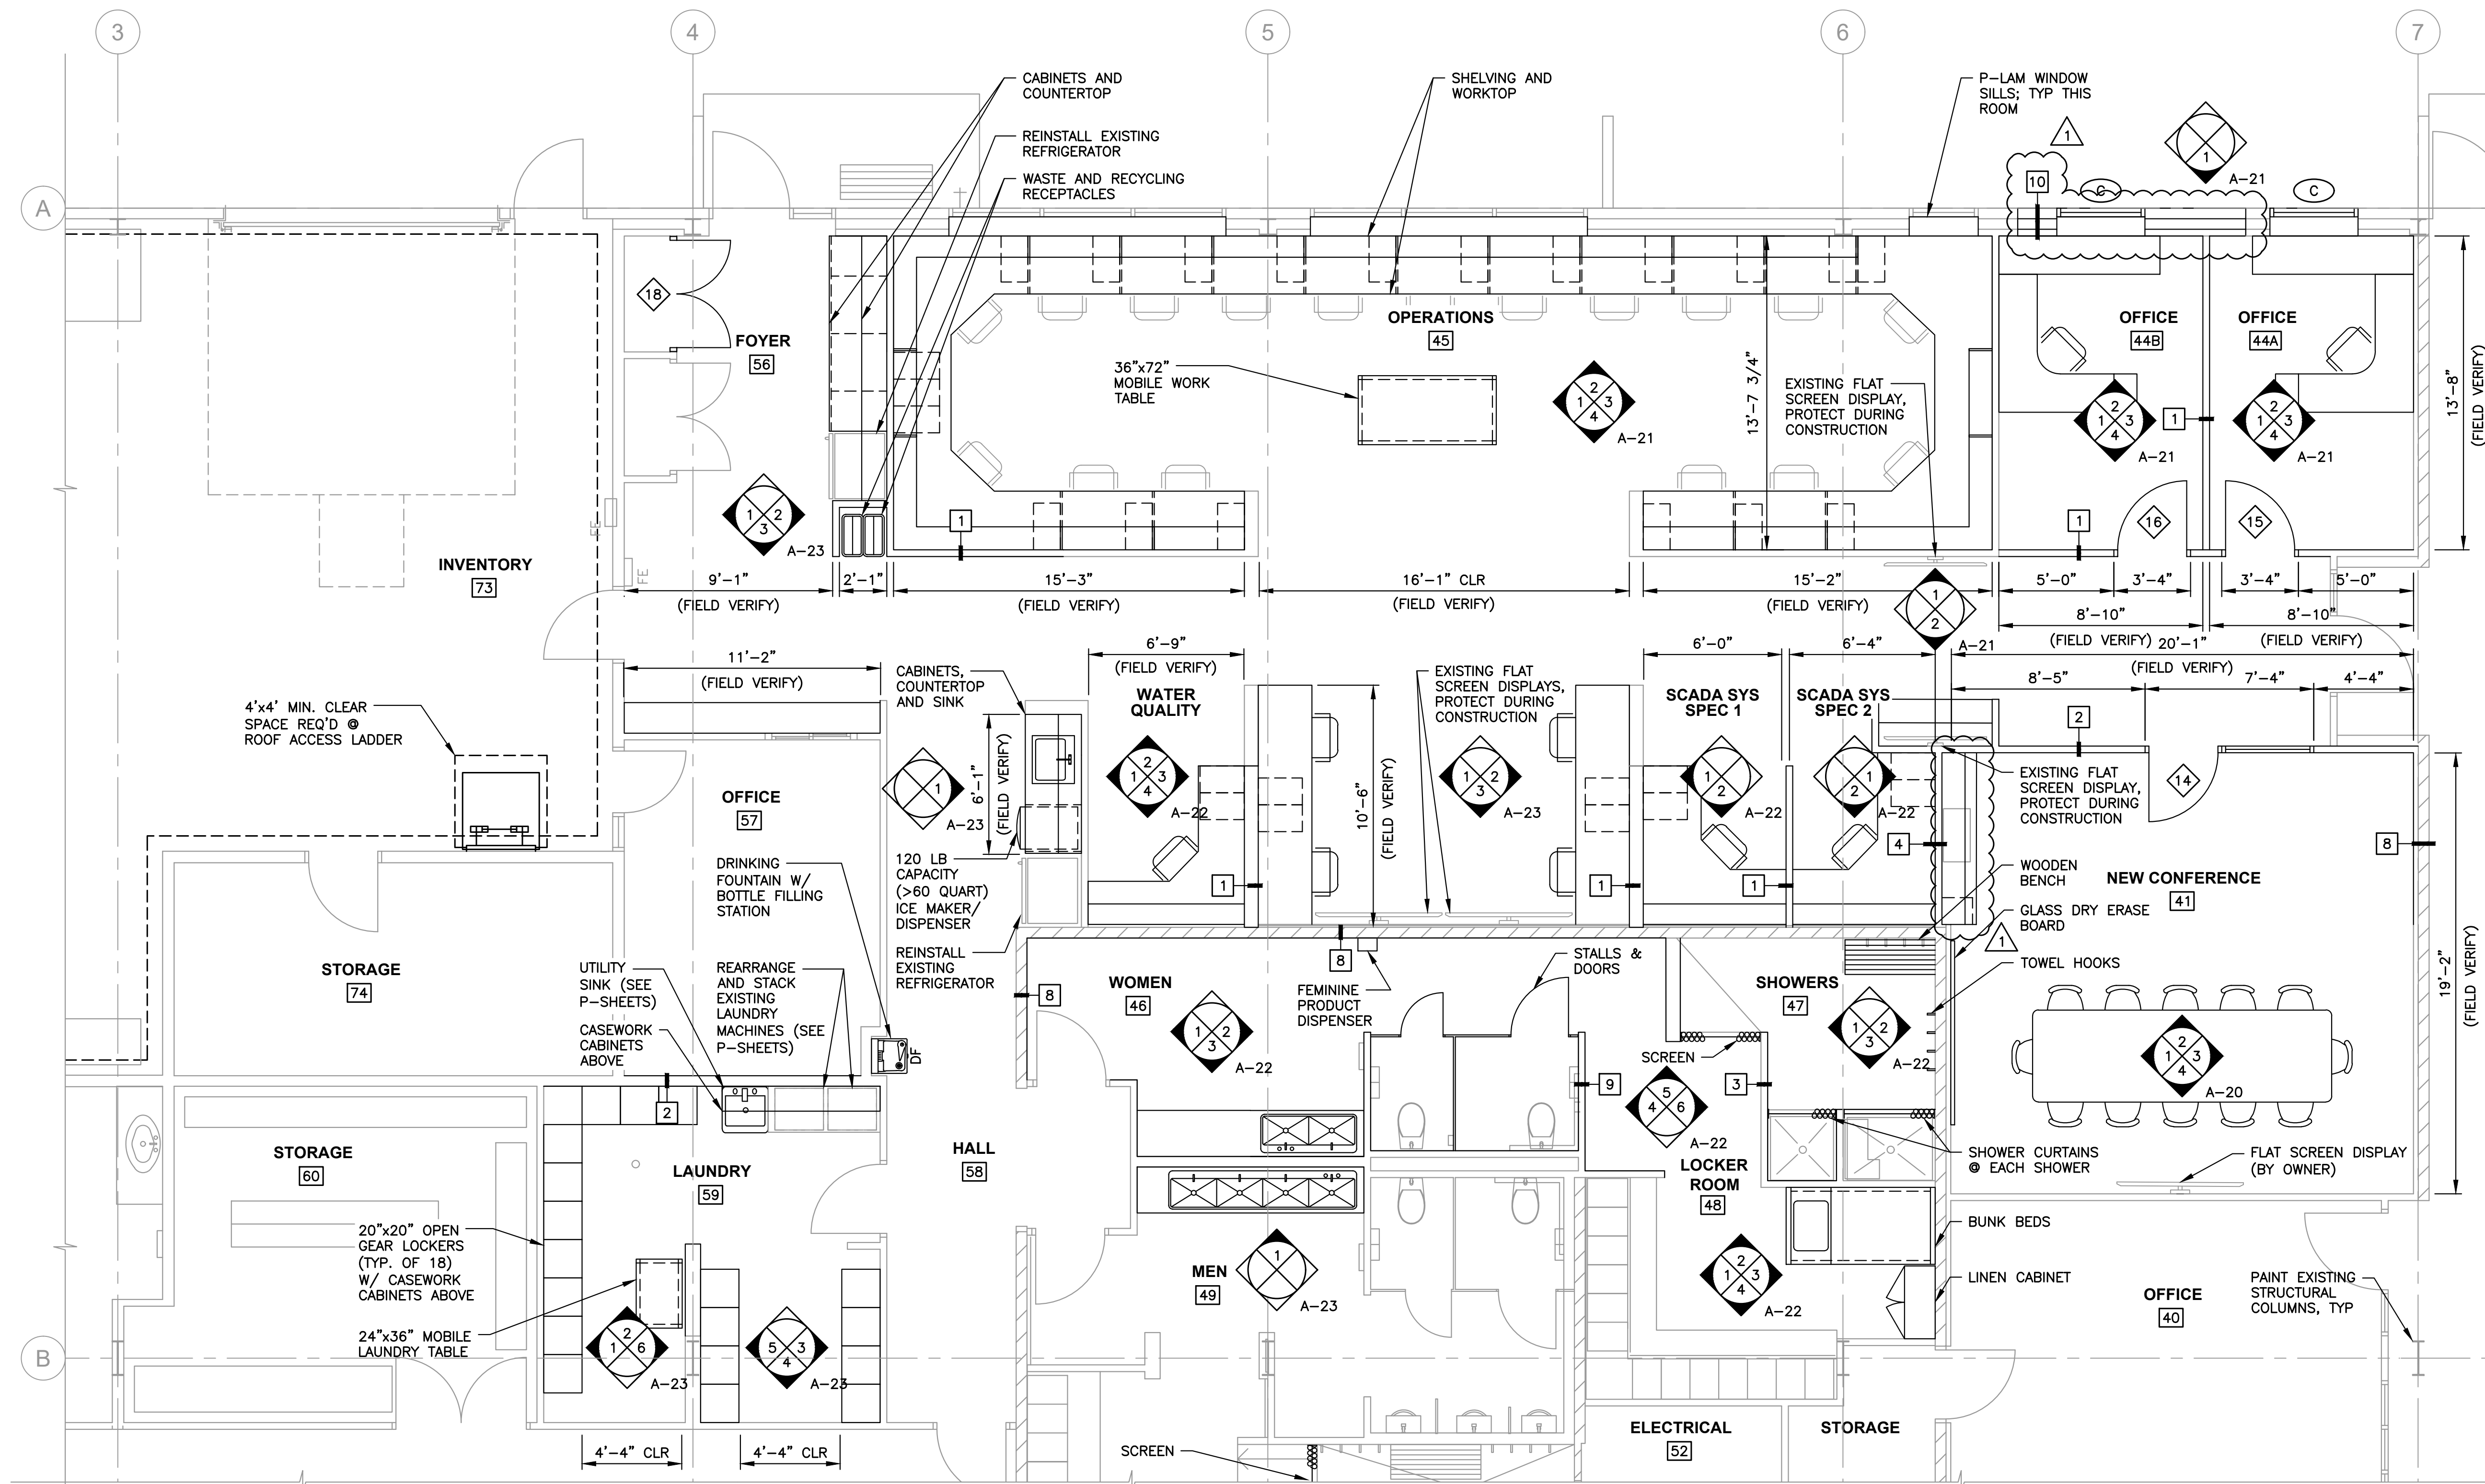 3
4
5
6
7
A
B
CABINETS AND
COUNTERTOP
REINSTALL EXISTING
REFRIGERATOR
WASTE AND RECYCLING
RECEPTACLES
SHELVING AND
WORKTOP
P-LAM WINDOW
SILLS; TYP THIS
ROOM
1
1
A-21
10
C
C
18
FOYER
56
OPERATIONS
45
36"x72"
MOBILE WORK
TABLE
2
1 3
4
A-21
13'-7 3/4"
EXISTING FLAT
SCREEN DISPLAY,
PROTECT DURING
CONSTRUCTION
OFFICE
44B
OFFICE
44A
2
1 3
4
A-21
1
2
1 3
4
A-21
13'-8"
(FIELD VERIFY)
1 2
3
A-23
1
1
16
15
FE
FE
INVENTORY
73
9'-1"
(FIELD VERIFY)
2'-1"
15'-3"
(FIELD VERIFY)
16'-1" CLR
(FIELD VERIFY)
15'-2"
(FIELD VERIFY)
5'-0"
3'-4"
3'-4"
5'-0"
8'-10"
(FIELD VERIFY)
8'-10"
(FIELD VERIFY)
1
2
A-21
20'-1"
(FIELD VERIFY)
8'-5"
7'-4"
4'-4"
11'-2"
(FIELD VERIFY)
CABINETS,
COUNTERTOP
AND SINK
6'-9"
(FIELD VERIFY)
WATER
QUALITY
EXISTING FLAT
SCREEN DISPLAYS,
PROTECT DURING
CONSTRUCTION
6'-0"
6'-4"
SCADA SYS
SPEC 1
SCADA SYS
SPEC 2
2
4'x4' MIN. CLEAR
SPACE REQ'D @
ROOF ACCESS LADDER
OFFICE
57
1
A-23
6'-1"
(FIELD VERIFY)
2
1 3
4
A-22
10'-6"
(FIELD VERIFY)
1 2
3
A-23
1
2
A-22
1
2
A-22
EXISTING FLAT
SCREEN DISPLAY,
PROTECT DURING
CONSTRUCTION
14
4
8
DRINKING
FOUNTAIN W/
BOTTLE FILLING
STATION
120 LB
CAPACITY
(>60 QUART)
ICE MAKER/
DISPENSER
1
1
1
WOODEN
BENCH
NEW CONFERENCE
41
GLASS DRY ERASE
BOARD
1
REINSTALL
EXISTING
REFRIGERATOR
8
8
STORAGE
74
UTILITY
SINK (SEE
P-SHEETS)
REARRANGE
AND STACK
EXISTING
LAUNDRY
MACHINES (SEE
P-SHEETS)
CASEWORK
CABINETS
ABOVE
WOMEN
46
FEMININE
PRODUCT
DISPENSER
STALLS &
DOORS
SHOWERS
47
TOWEL HOOKS
19'-2"
(FIELD VERIFY)
1 2
3
A-22
1 2
3
A-22
SCREEN
2
1 3
4
A-20
DF
2
9
3
5
4 6
A-22
STORAGE
60
LAUNDRY
59
HALL
58
LOCKER
ROOM
48
SHOWER CURTAINS
@ EACH SHOWER
FLAT SCREEN DISPLAY
(BY OWNER)
20"x20" OPEN
GEAR LOCKERS
(TYP. OF 18)
W/ CASEWORK
CABINETS ABOVE
BUNK BEDS
MEN
49
1
A-23
2
1 3
4
A-22
LINEN CABINET
OFFICE
40
PAINT EXISTING
STRUCTURAL
COLUMNS, TYP
24"x36" MOBILE
LAUNDRY TABLE
2
1 6
A-23
5 3
4
A-23
4'-4" CLR
4'-4" CLR
SCREEN
ELECTRICAL
52
STORAGE